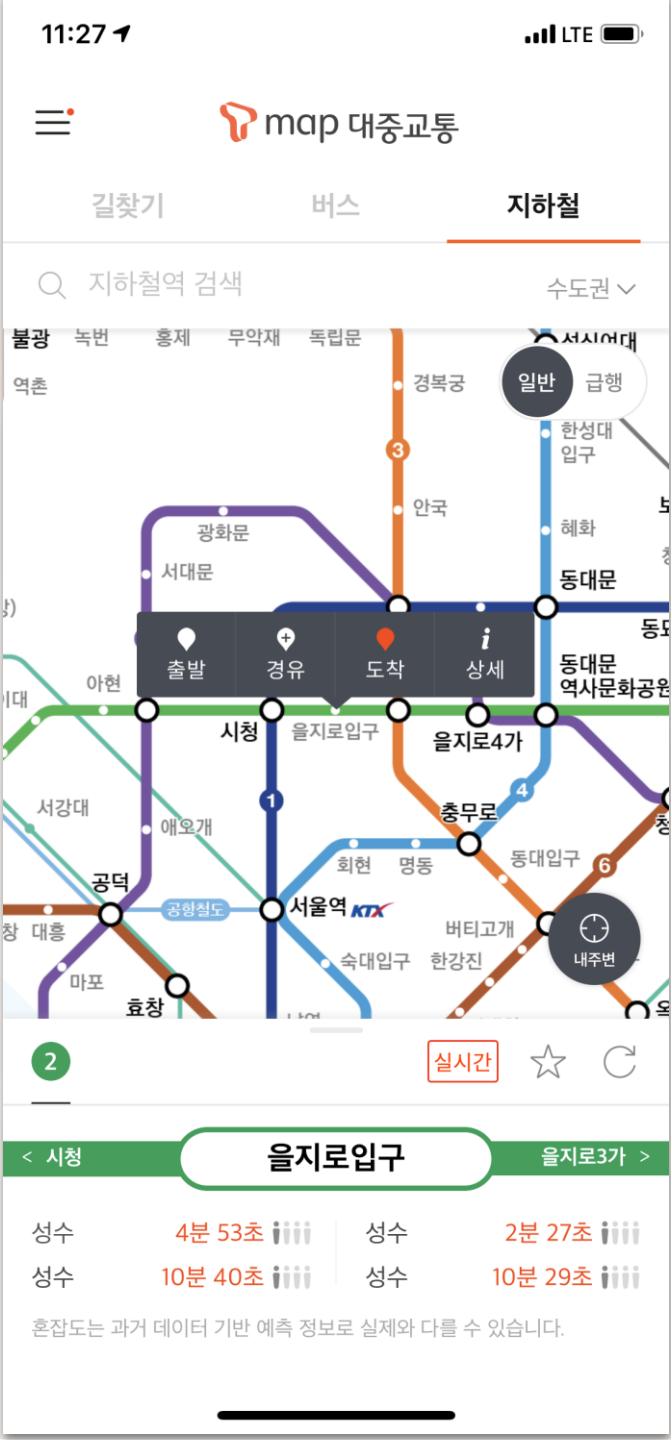 11:27
LTE
map 대중교통
길찾기 버스 지하철
지하철역 검색
수도권
불광 녹번 홍제 무악재 독립문
성신여대
역촌
경복궁
일반 급행
3
한성대
입구
안국
광화문
혜화
서대문
동대문
출발 경유 도착 상세
동대문
역사문화공원
아현
이대
시청 을지로입구
을지로4가
1
4
서강대
애오개
충무로
회현 명동
동대입구
6
공덕
공항철도
서울역 KTX
대흥
버티고개
숙대입구 한강진
내주변
마포
효창
2
실시간
< 시청
을지로입구
을지로3가 >
성수 4분 53초
성수 2분 27초
성수 10분 40초
성수 10분 29초
혼잡도는 과거 데이터 기반 예측 정보로 실제와 다를 수 있습니다.